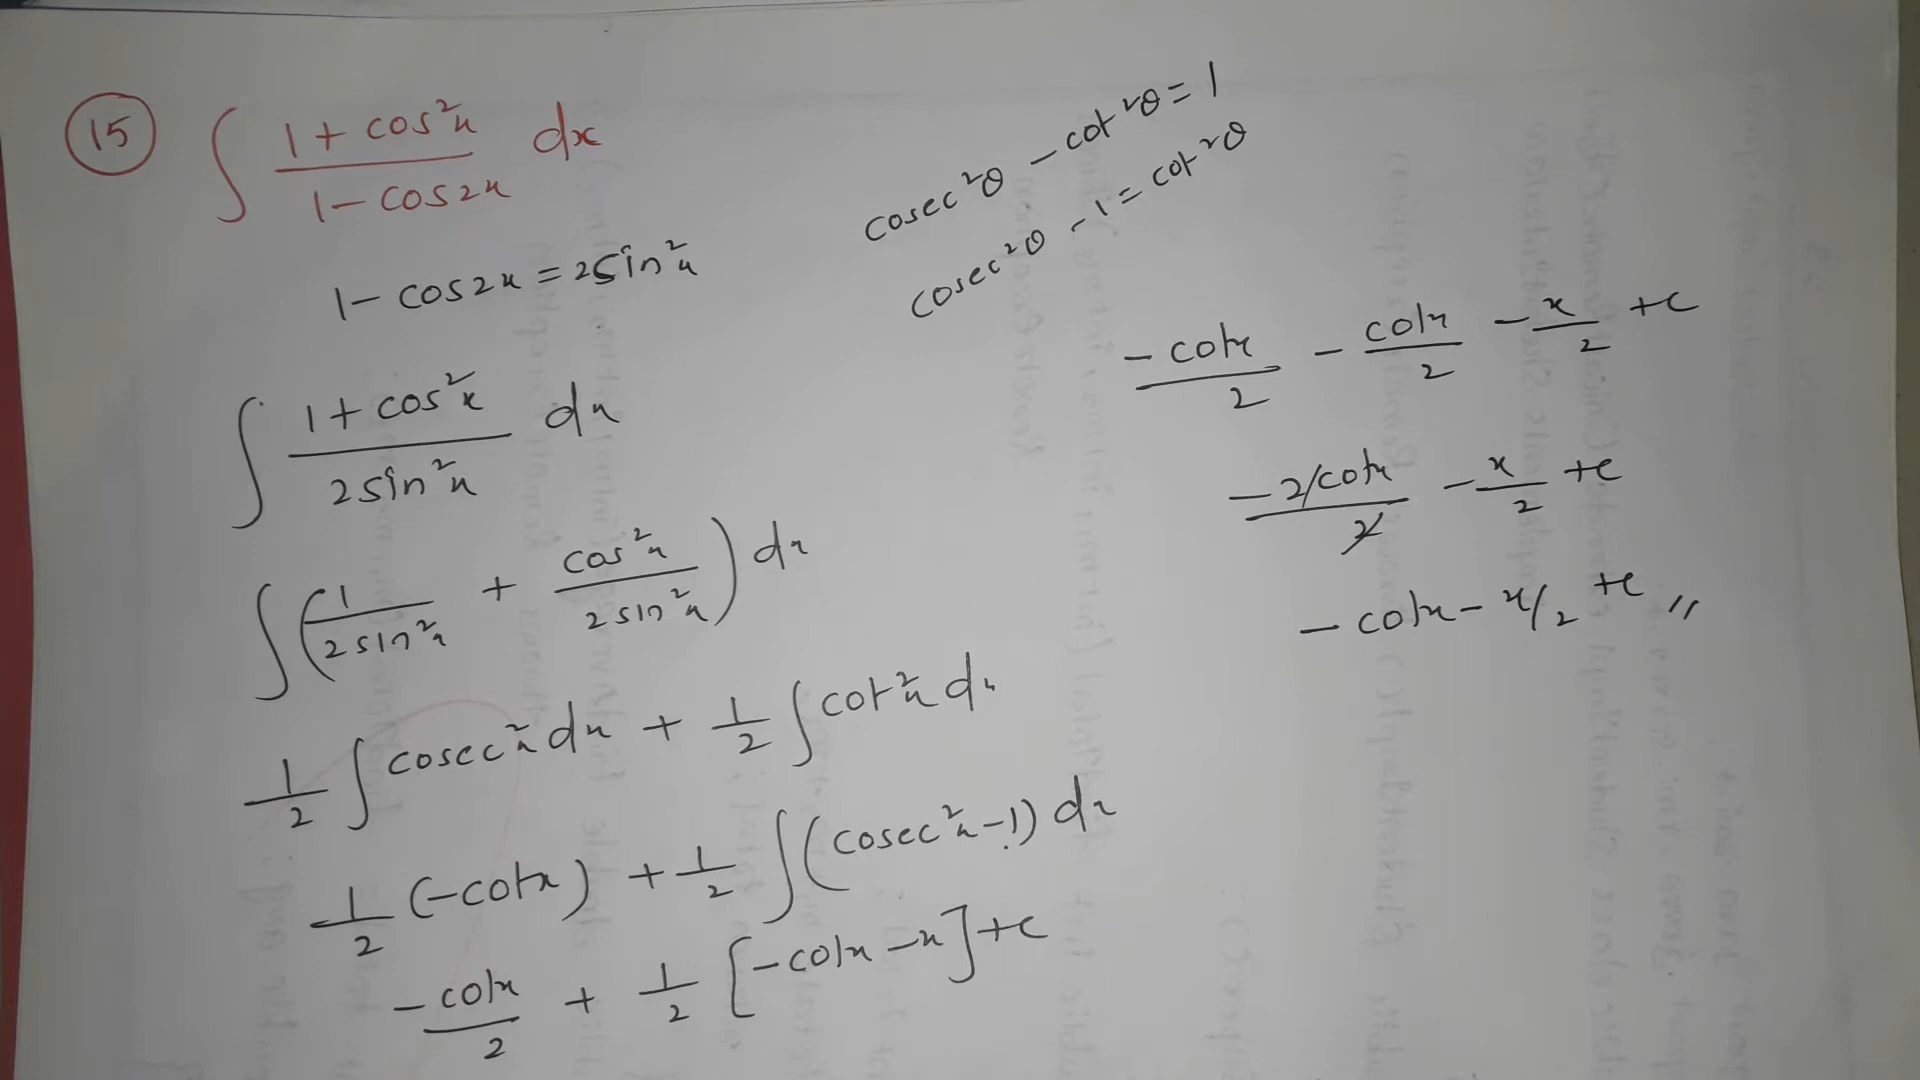 15 ∫ (1 + cos²x)/(1 - cos2x) dx
1 - cos2x = 2sin²x
∫ (1 + cos²x)/(2sin²x) dx
∫ (1/(2sin²x) + cos²x/(2sin²x)) dx
1/2 ∫ cosec²x dx + 1/2 ∫ cot²x dx
1/2 (-cotx) + 1/2 ∫ (cosec²x - 1) dx
-cotx/2 + 1/2 [-cotx - x] + c
cosec²θ - cot²θ = 1
cosec²θ - 1 = cot²θ
-cotx/2 - cotx/2 - x/2 + c
-2cotx/2 - x/2 + c
-cotx - x/2 + c //